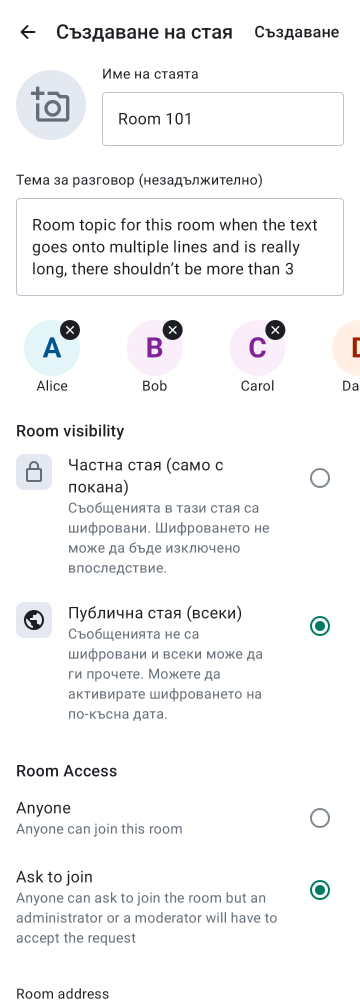 Създаване на стая
Създаване
Име на стаята
Room 101
Тема за разговор (незадължително)
Room topic for this room when the text
goes onto multiple lines and is really
long, there shouldn’t be more than 3
A
B
C
Alice
Bob
Carol
Da
Room visibility
Частна стая (само с
покана)
Съобщенията в тази стая са
шифровани. Шифроването не
може да бъде изключено
впоследствие.
Публична стая (всеки)
Съобщенията не са
шифровани и всеки може да
ги прочете. Можете да
активирате шифроването на
по-късна дата.
Room Access
Anyone
Anyone can join this room
Ask to join
Anyone can ask to join the room but an
administrator or a moderator will have to
accept the request
Room address